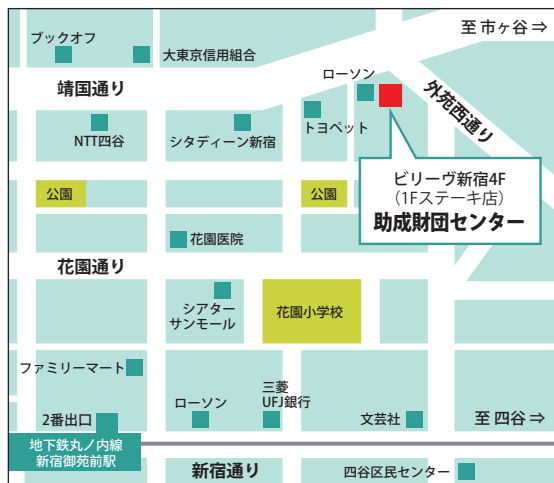 至 市ヶ谷⇒
ブックオフ
大東京信用組合
ローソン
靖国通り
外苑西通り
NTT四谷
シタディーン新宿
トヨペット
ビリーヴ新宿4F
（1Fステーキ店）
助成財団センター
公園
公園
花園医院
花園通り
シアター
サンモール
花園小学校
ファミリーマート
三菱
UFJ銀行
2番出口
ローソン
文芸社
至 四谷⇒
地下鉄丸ノ内線
新宿御苑前駅
新宿通り
四谷区民センター